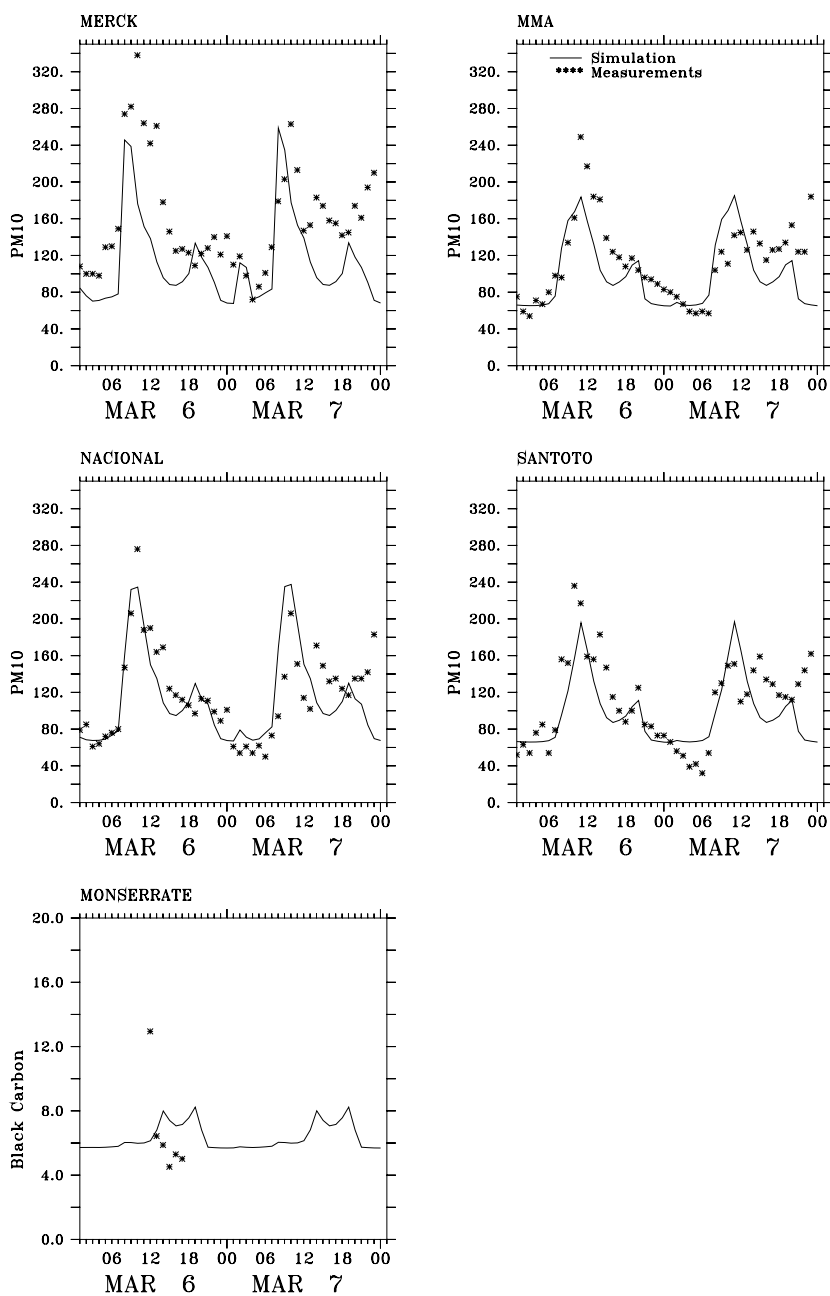 MERCK
MMA
Simulation
Measurements
320.
280.
240.
200.
160.
120.
80.
40.
0.
PM10
06 12 18 00 06 12 18 00
MAR 6 MAR 7
320.
280.
240.
200.
160.
120.
80.
40.
0.
PM10
06 12 18 00 06 12 18 00
MAR 6 MAR 7
NACIONAL
SANTOTO
320.
280.
240.
200.
160.
120.
80.
40.
0.
PM10
06 12 18 00 06 12 18 00
MAR 6 MAR 7
320.
280.
240.
200.
160.
120.
80.
40.
0.
PM10
06 12 18 00 06 12 18 00
MAR 6 MAR 7
MONSERRATE
20.0
16.0
12.0
8.0
4.0
0.0
Black Carbon
06 12 18 00 06 12 18 00
MAR 6 MAR 7